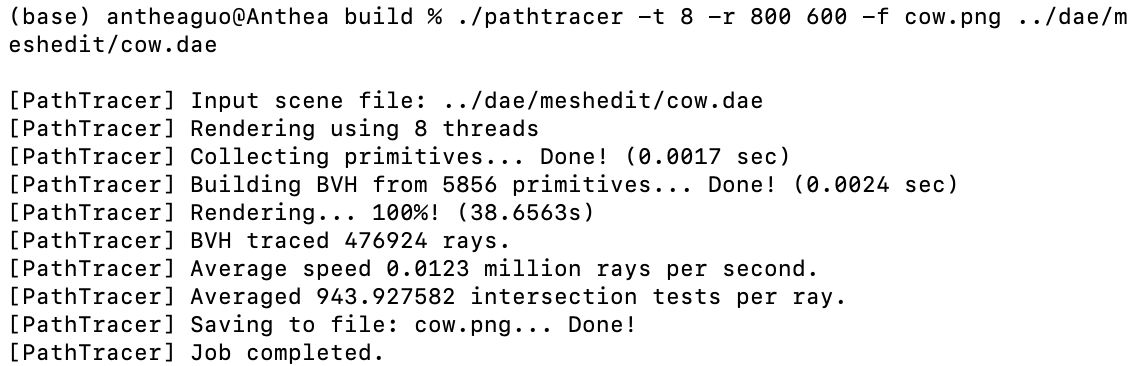 (base) antheaguo@Anthea build % ./pathtracer -t 8 -r 800 600 -f cow.png ../dae/m
eshedit/cow.dae
[PathTracer] Input scene file: ../dae/meshedit/cow.dae
[PathTracer] Rendering using 8 threads
[PathTracer] Collecting primitives... Done! (0.0017 sec)
[PathTracer] Building BVH from 5856 primitives... Done! (0.0024 sec)
[PathTracer] Rendering... 100%! (38.6563s)
[PathTracer] BVH traced 476924 rays.
[PathTracer] Average speed 0.0123 million rays per second.
[PathTracer] Averaged 943.927582 intersection tests per ray.
[PathTracer] Saving to file: cow.png... Done!
[PathTracer] Job completed.